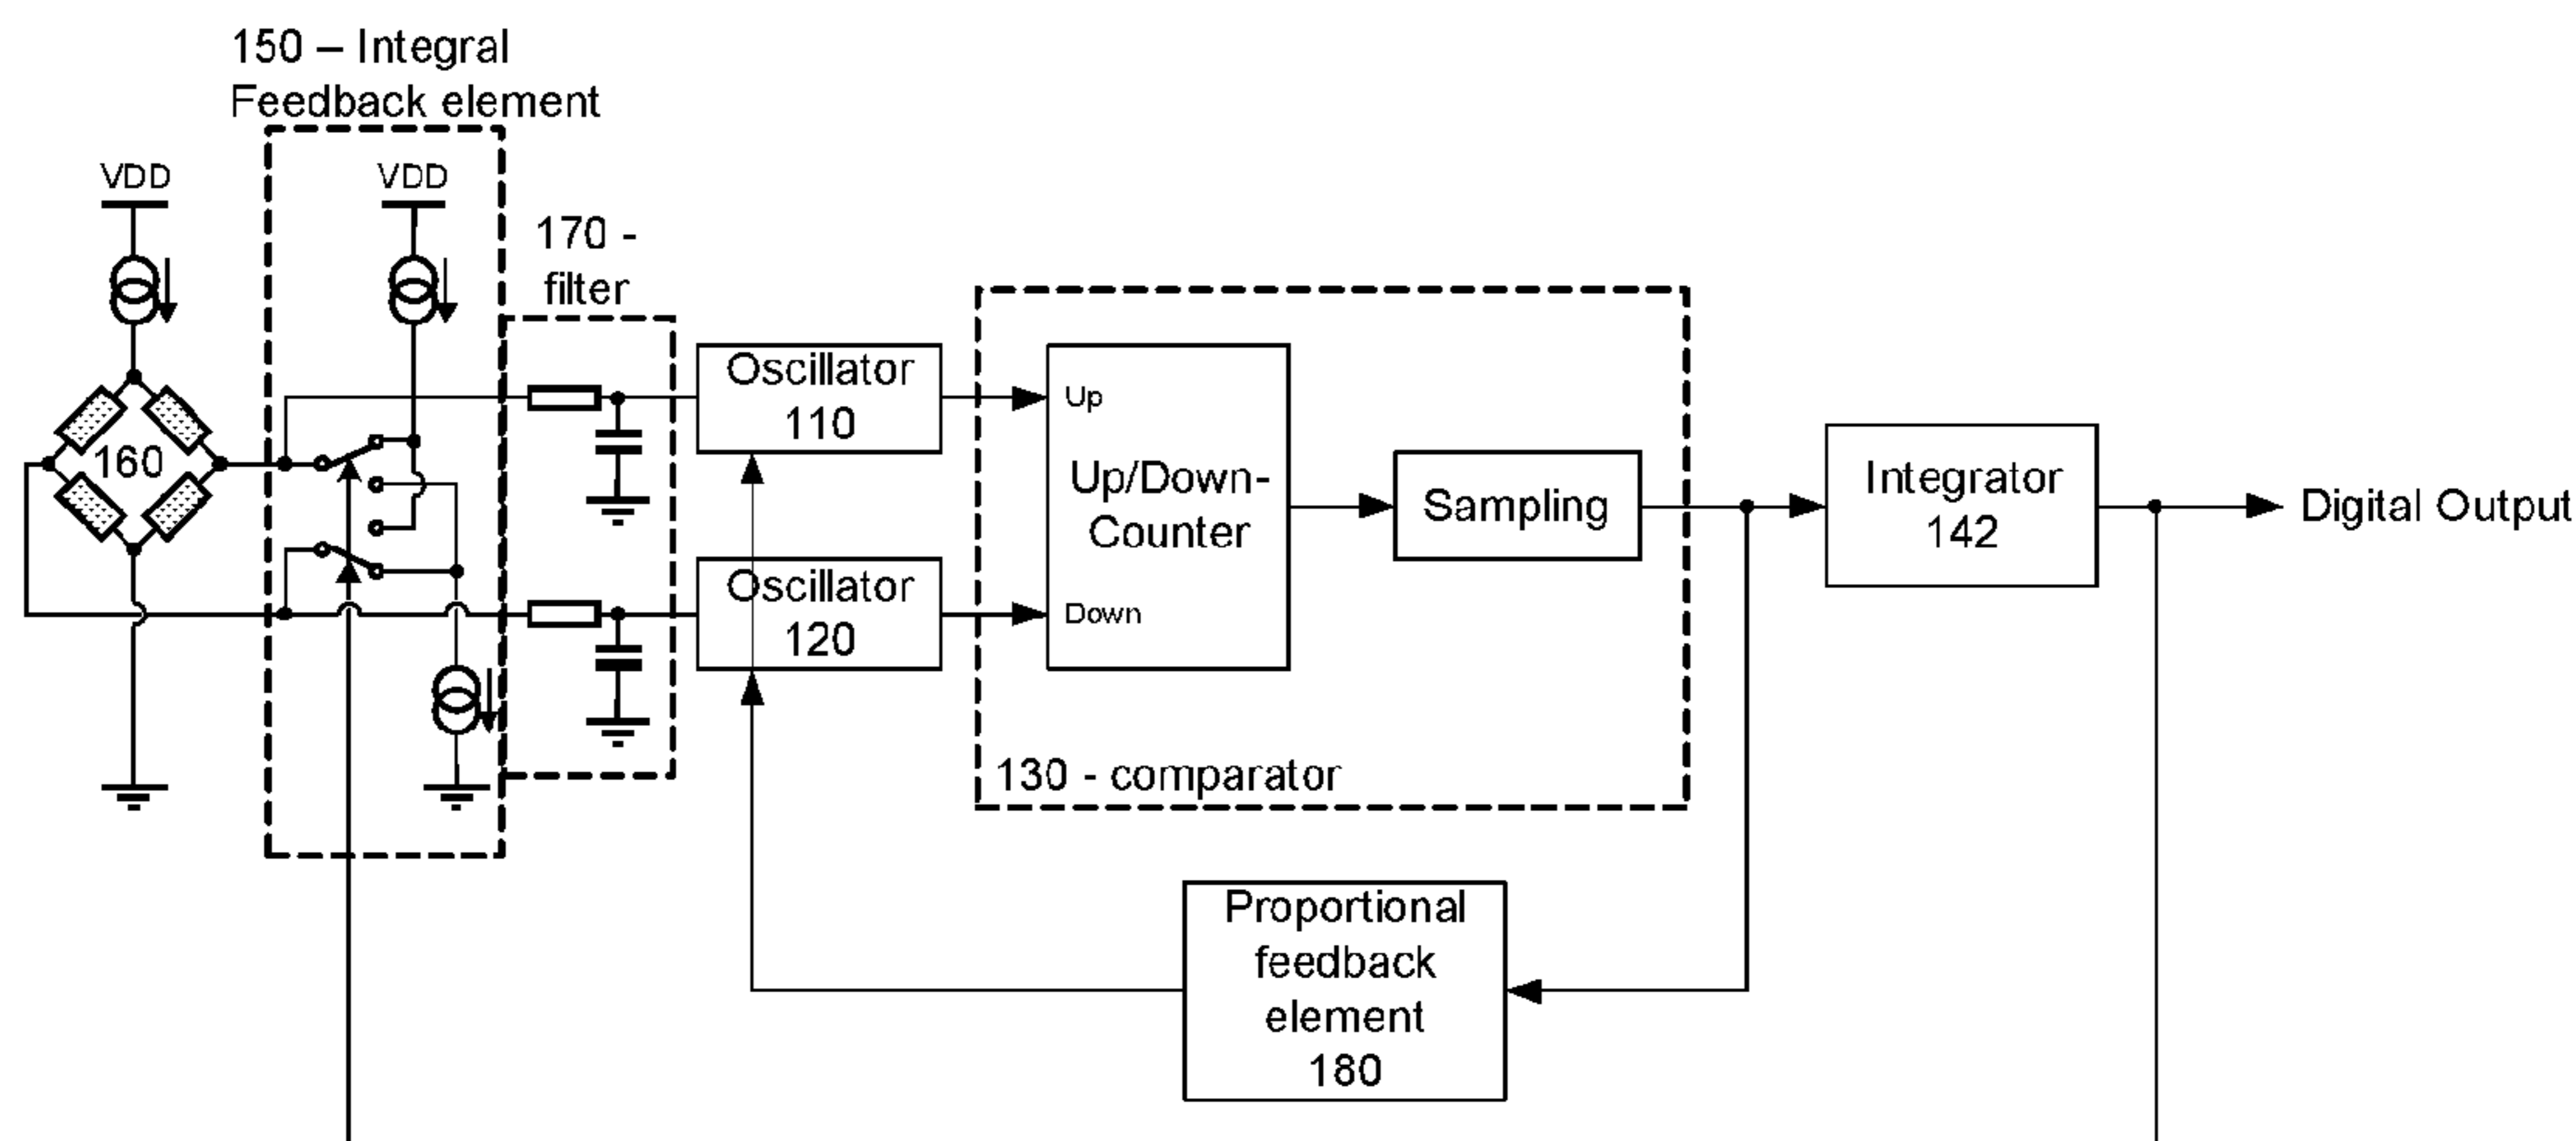 150 – Integral
Feedback element
VDD
VDD
170 -
filter
160
Oscillator
110
Oscillator
120
Up
Up/Down-
Counter
Down
Sampling
130 - comparator
Integrator
142
Digital Output
Proportional
feedback
element
180